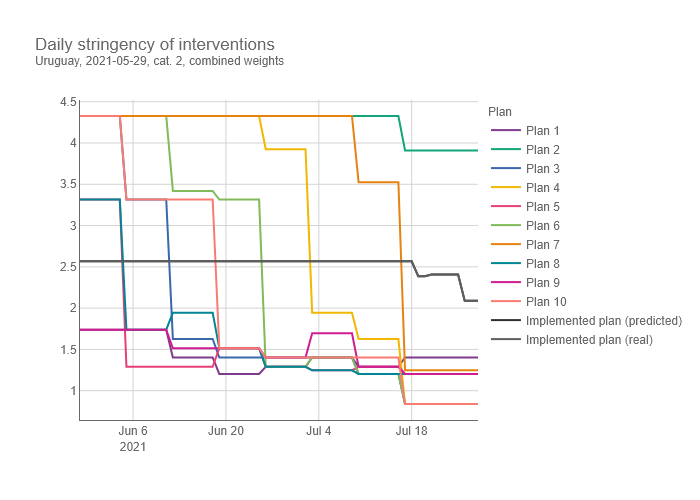 Daily stringency of interventions
Uruguay, 2021-05-29, cat. 2, combined weights
4.5
4
3.5
3
2.5
2
1.5
1
Jun 6
2021
Jun 20
Jul 4
Jul 18
Plan
Plan 1
Plan 2
Plan 3
Plan 4
Plan 5
Plan 6
Plan 7
Plan 8
Plan 9
Plan 10
Implemented plan (predicted)
Implemented plan (real)